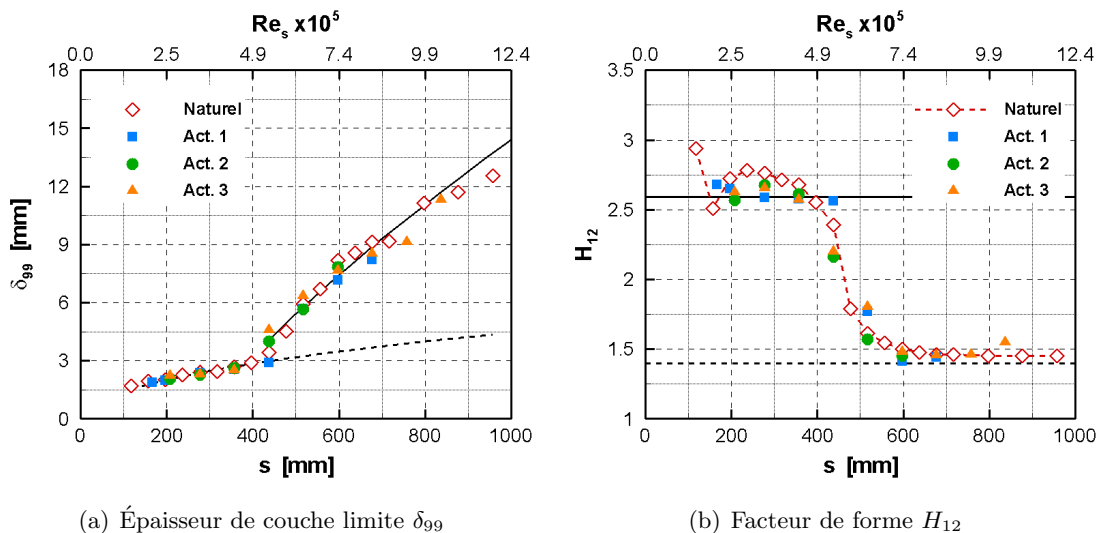 Re_s x10^5
0.0 2.5 4.9 7.4 9.9 12.4
18
15
12
9
6
3
0
δ_99 [mm]
Naturel
Act. 1
Act. 2
Act. 3
0 200 400 600 800 1000
s [mm]
(a) Épaisseur de couche limite δ_99
Re_s x10^5
0.0 2.5 4.9 7.4 9.9 12.4
3.5
3
2.5
2
1.5
1
H_12
Naturel
Act. 1
Act. 2
Act. 3
0 200 400 600 800 1000
s [mm]
(b) Facteur de forme H_12